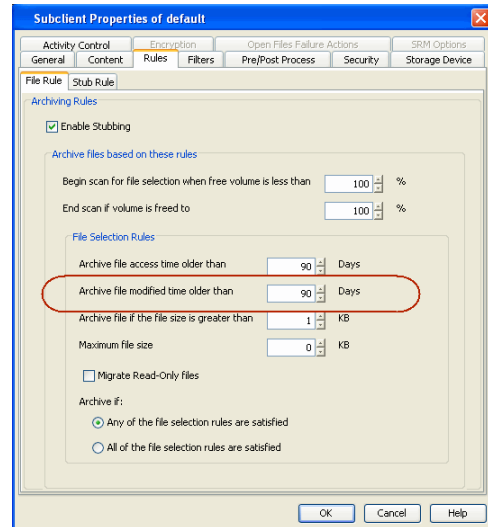 Subclient Properties of default
Activity Control Encryption Open Files Failure Actions SRM Options
General Content Rules Filters Pre/Post Process Security Storage Device
File Rule Stub Rule
Archiving Rules
Enable Stubbing
Archive files based on these rules
Begin scan for file selection when free volume is less than 100 %
End scan if volume is freed to 100 %
File Selection Rules
Archive file access time older than 90 Days
Archive file modified time older than 90 Days
Archive file if the file size is greater than 1 KB
Maximum file size 0 KB
Migrate Read-Only files
Archive if:
Any of the file selection rules are satisfied
All of the file selection rules are satisfied
OK Cancel Help